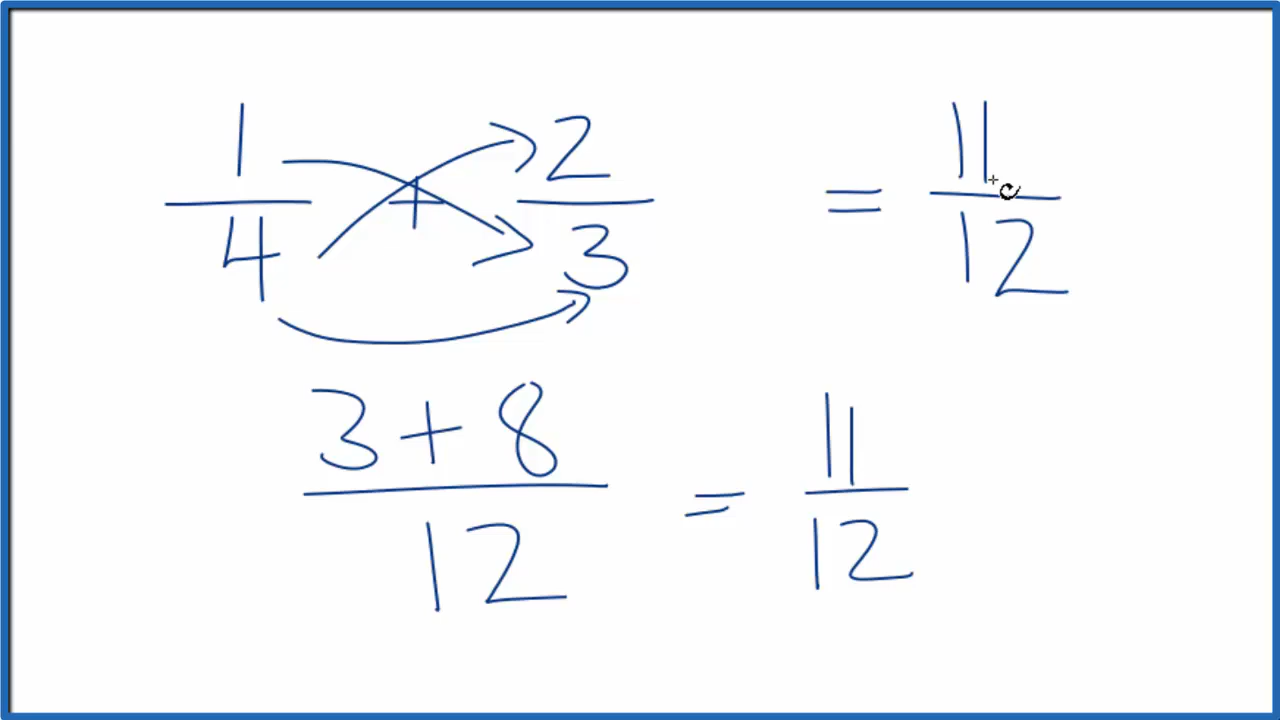 1/4 + 2/3 = 11/12
3 + 8/12 = 11/12